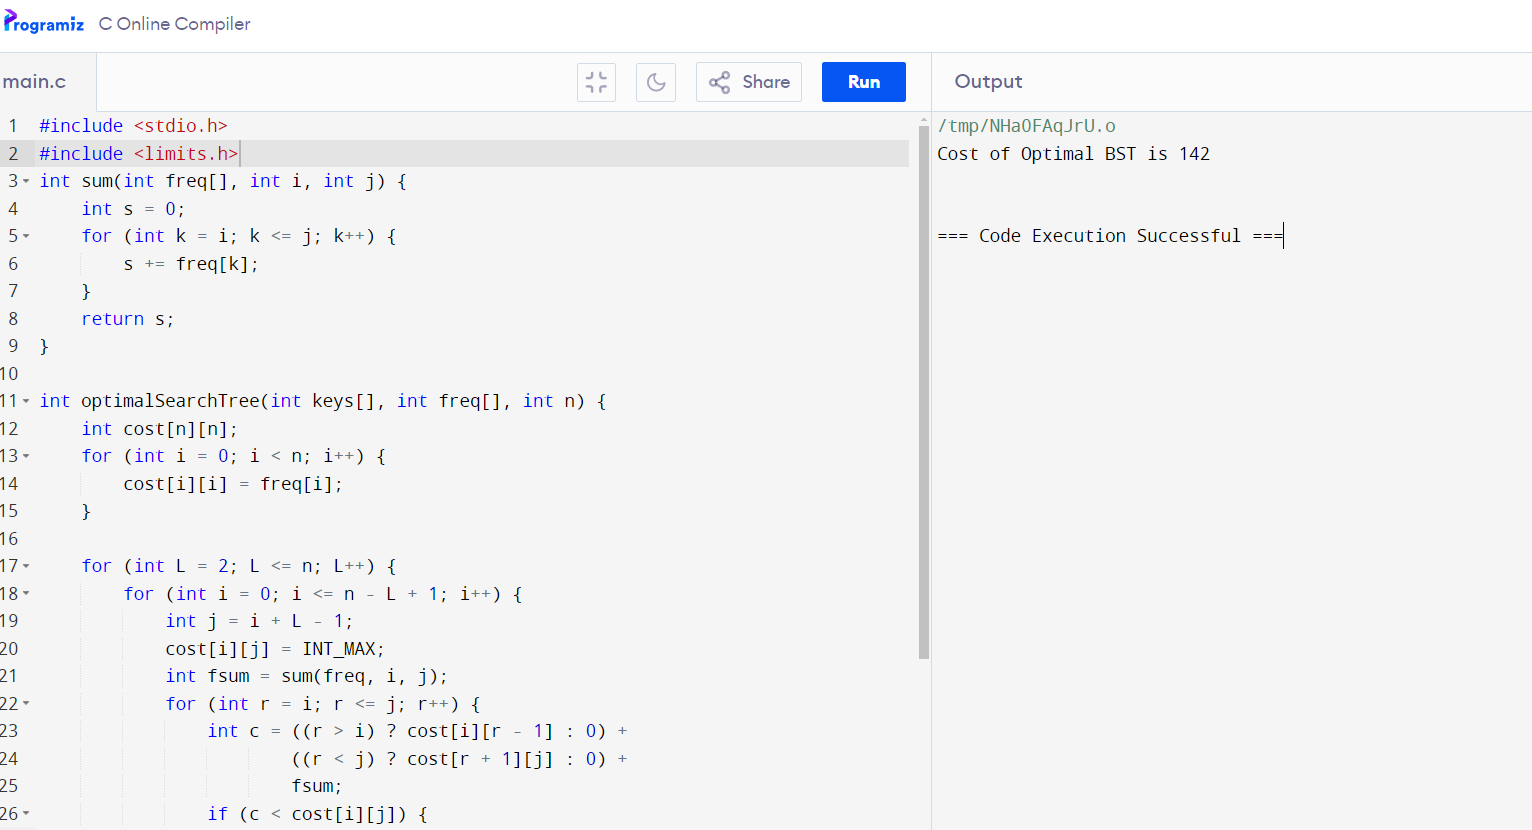 Programiz C Online Compiler
main.c
Share
Run
Output
1 #include <stdio.h>
2 #include <limits.h>
3 int sum(int freq[], int i, int j) {
4     int s = 0;
5     for (int k = i; k <= j; k++) {
6         s += freq[k];
7     }
8     return s;
9 }
10
11 int optimalSearchTree(int keys[], int freq[], int n) {
12     int cost[n][n];
13     for (int i = 0; i < n; i++) {
14         cost[i][i] = freq[i];
15     }
16
17     for (int L = 2; L <= n; L++) {
18         for (int i = 0; i <= n - L + 1; i++) {
19             int j = i + L - 1;
20             cost[i][j] = INT_MAX;
21             int fsum = sum(freq, i, j);
22             for (int r = i; r <= j; r++) {
23                 int c = ((r > i) ? cost[i][r - 1] : 0) +
24                         ((r < j) ? cost[r + 1][j] : 0) +
25                         fsum;
26                 if (c < cost[i][j]) {
/tmp/NHaOFAqJrU.o
Cost of Optimal BST is 142
=== Code Execution Successful ===